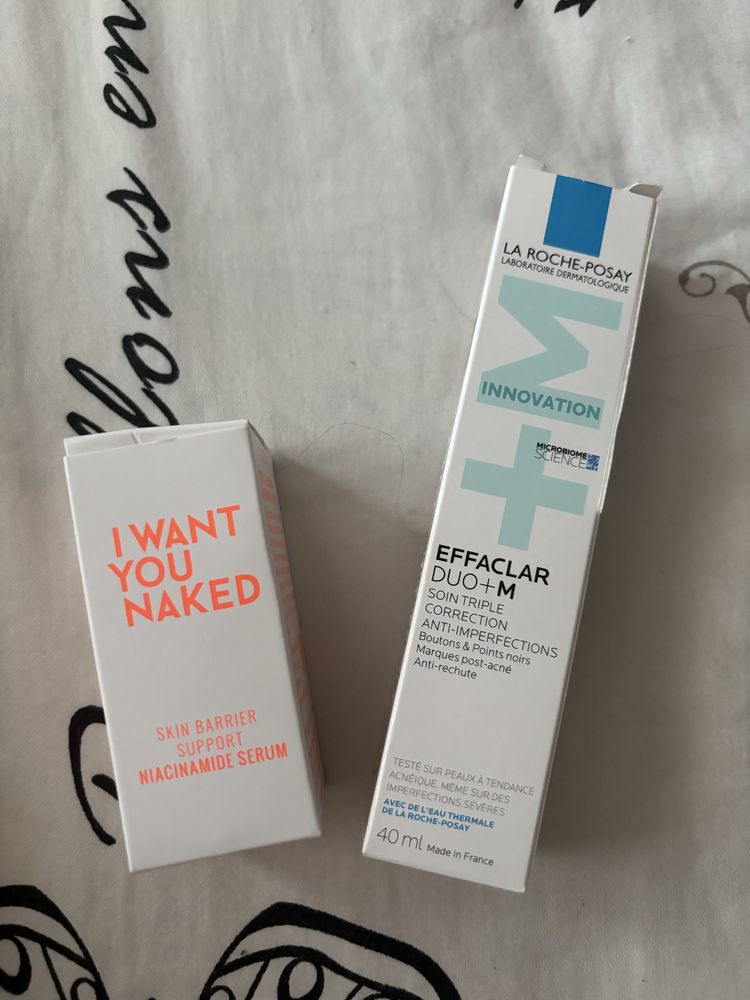 I WANT
YOU
NAKED
SKIN BARRIER
SUPPORT
NIACINAMIDE SERUM
LA ROCHE-POSAY
LABORATOIRE DERMATOLOGIQUE
+M
INNOVATION
MICROBIOME
SCIENCE
EFFACLAR
DUO+M
SOIN TRIPLE
CORRECTION
ANTI-IMPERFECTIONS
Boutons & Points noirs
Marques post-acné
Anti-rechute
TESTÉ SUR PEAUX À TENDANCE
ACNÉIQUE, MÊME SUR DES
IMPERFECTIONS SÉVÈRES
AVEC DE L'EAU THERMALE
DE LA ROCHE-POSAY
40 ml Made in France